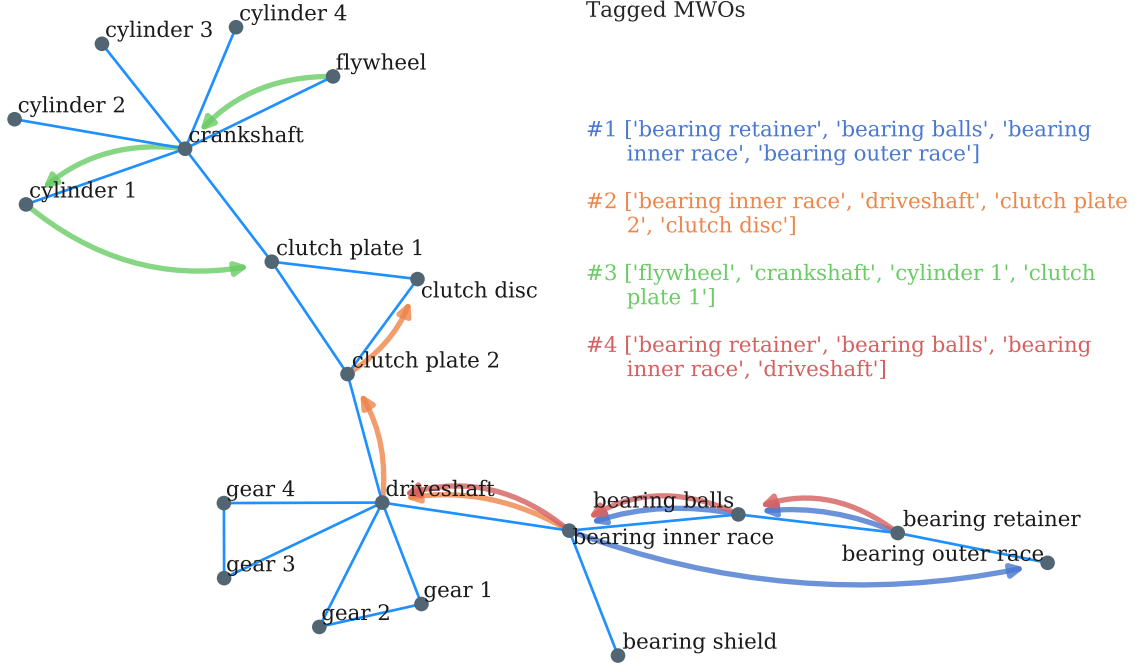 Tagged MWOs
cylinder 4
cylinder 3
flywheel
cylinder 2
crankshaft
cylinder 1
clutch plate 1
clutch disc
clutch plate 2
#1 ['bearing retainer', 'bearing balls', 'bearing
inner race', 'bearing outer race']
#2 ['bearing inner race', 'driveshaft', 'clutch plate
2', 'clutch disc']
#3 ['flywheel', 'crankshaft', 'cylinder 1', 'clutch
plate 1']
#4 ['bearing retainer', 'bearing balls', 'bearing
inner race', 'driveshaft']
gear 4
driveshaft
bearing balls
bearing retainer
bearing inner race
bearing outer race
gear 3
gear 1
gear 2
bearing shield